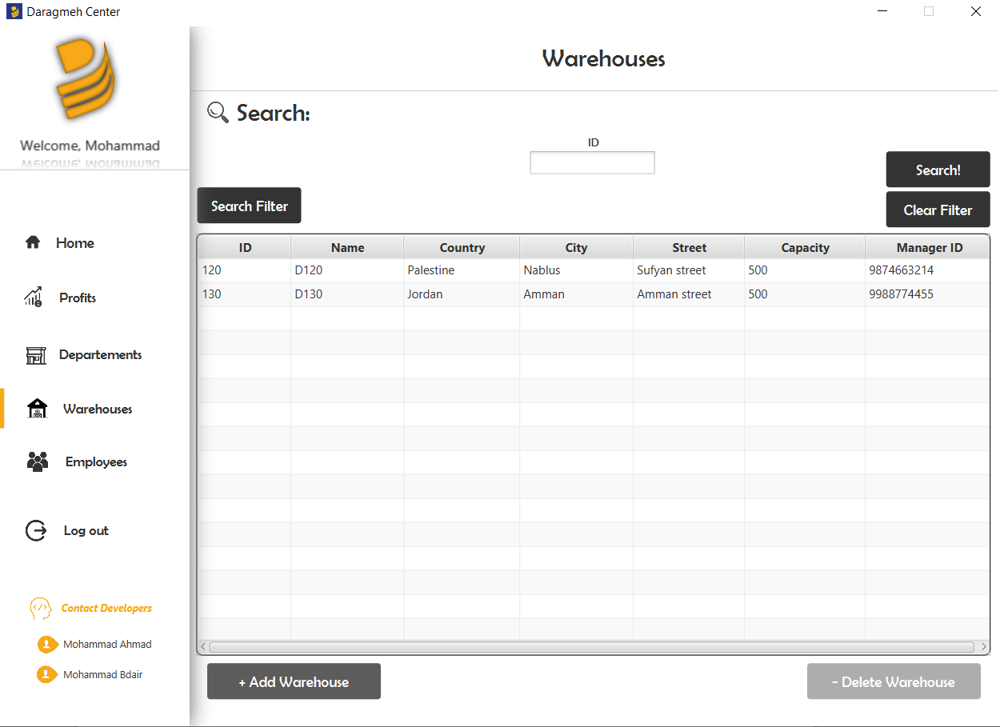 Daragmeh Center
Welcome, Mohammad
Home
Profits
Departements
Warehouses
Employees
Log out
Contact Developers
Mohammad Ahmad
Mohammad Bdair
Warehouses
Search:
ID
Search!
Search Filter
Clear Filter
ID Name Country City Street Capacity Manager ID
120 D120 Palestine Nablus Sufyan street 500 9874663214
130 D130 Jordan Amman Amman street 500 9988774455
+ Add Warehouse
- Delete Warehouse